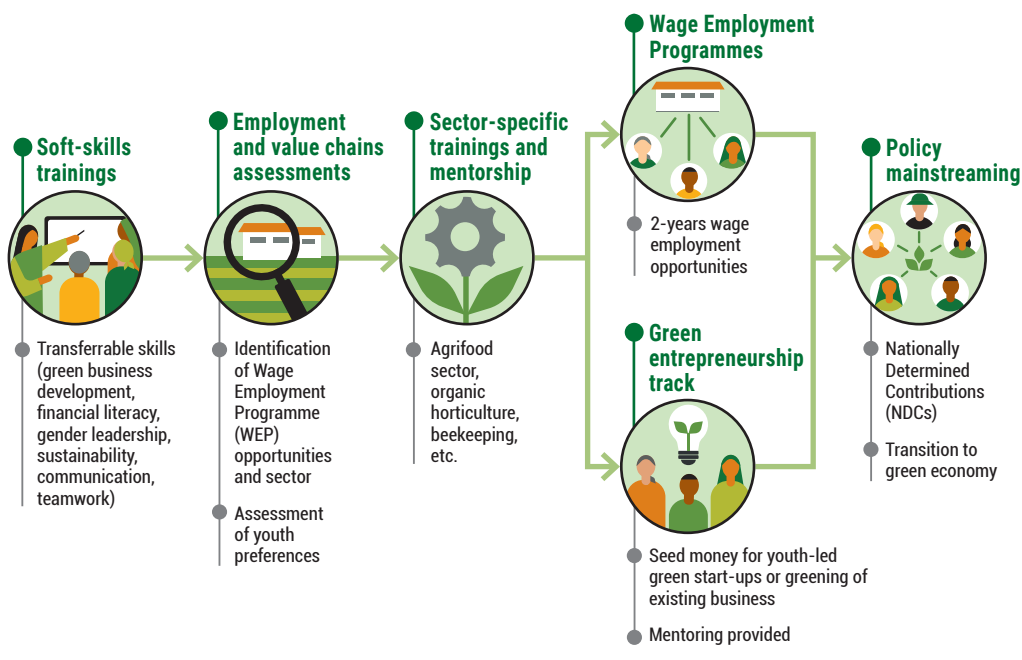 Soft-skills
trainings
Transferrable skills
(green business
development,
financial literacy,
gender leadership,
sustainability,
communication,
teamwork)
Employment
and value chains
assessments
Identification
of Wage
Employment
Programme
(WEP)
opportunities
and sector
Assessment
of youth
preferences
Sector-specific
trainings and
mentorship
Agrifood
sector,
organic
horticulture,
beekeeping,
etc.
Wage Employment
Programmes
2-years wage
employment
opportunities
Green
entrepreneurship
track
Seed money for youth-led
green start-ups or greening of
existing business
Mentoring provided
Policy
mainstreaming
Nationally
Determined
Contributions
(NDCs)
Transition to
green economy